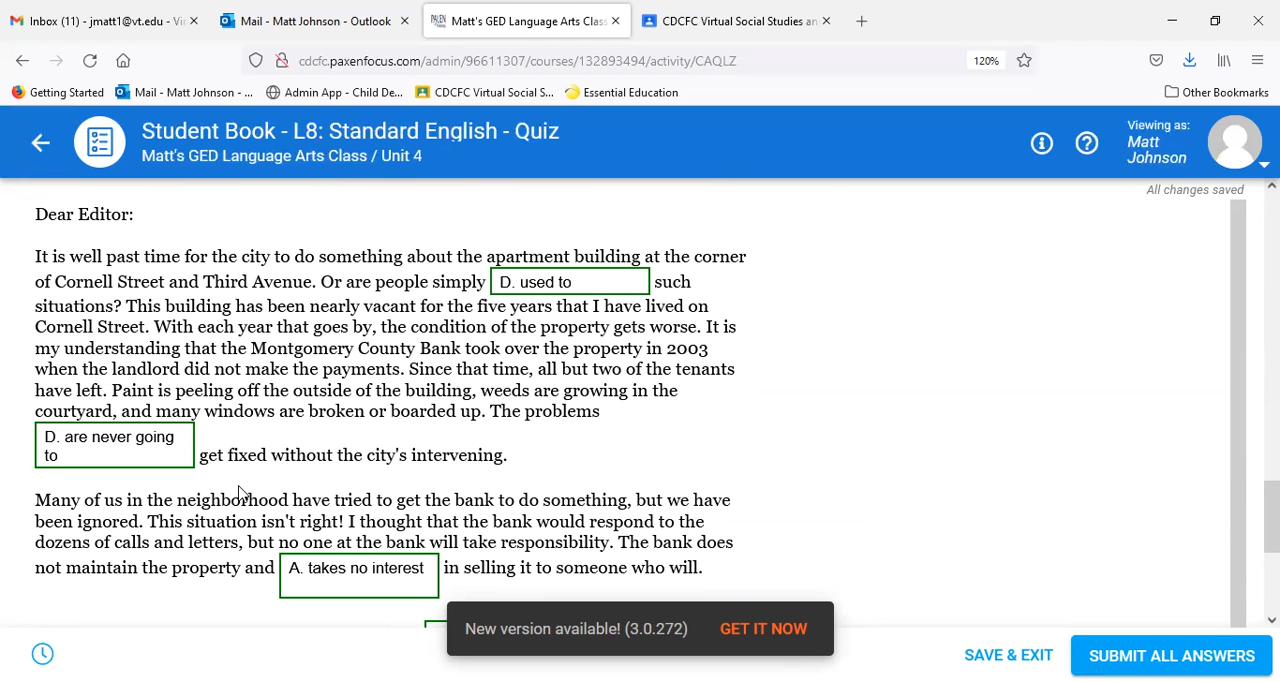 Inbox (11) - jmatt1@vt.edu - Vi
Mail - Matt Johnson - Outlook
PAXEN
Matt's GED Language Arts Clas
CDCFC Virtual Social Studies an
cdcfc.paxenfocus.com/admin/96611307/courses/132893494/activity/CAQLZ
120%
Getting Started
Mail - Matt Johnson - ...
Admin App - Child De...
CDCFC Virtual Social S...
Essential Education
Other Bookmarks
Student Book - L8: Standard English - Quiz
Matt's GED Language Arts Class / Unit 4
Viewing as:
Matt
Johnson
All changes saved
Dear Editor:
It is well past time for the city to do something about the apartment building at the corner
of Cornell Street and Third Avenue. Or are people simply D. used to such
situations? This building has been nearly vacant for the five years that I have lived on
Cornell Street. With each year that goes by, the condition of the property gets worse. It is
my understanding that the Montgomery County Bank took over the property in 2003
when the landlord did not make the payments. Since that time, all but two of the tenants
have left. Paint is peeling off the outside of the building, weeds are growing in the
courtyard, and many windows are broken or boarded up. The problems
D. are never going
to get fixed without the city's intervening.
Many of us in the neighborhood have tried to get the bank to do something, but we have
been ignored. This situation isn't right! I thought that the bank would respond to the
dozens of calls and letters, but no one at the bank will take responsibility. The bank does
not maintain the property and A. takes no interest in selling it to someone who will.
New version available! (3.0.272)
GET IT NOW
SAVE & EXIT
SUBMIT ALL ANSWERS